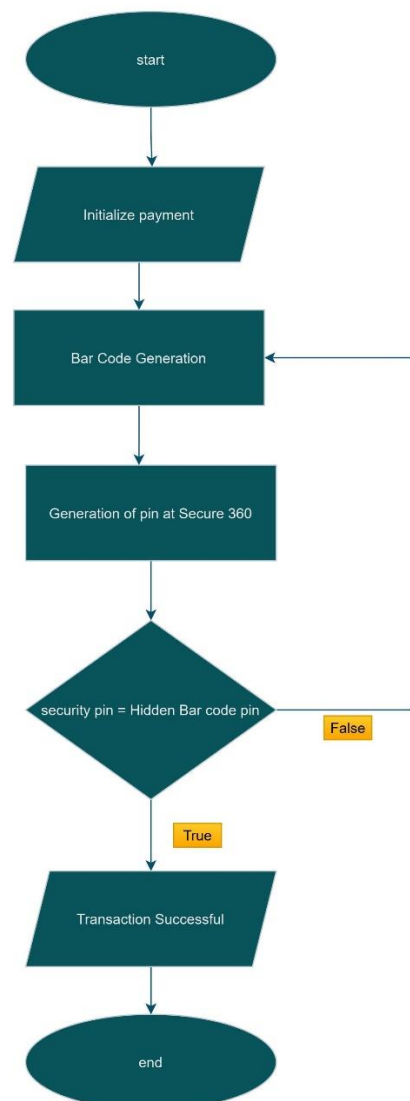 start
Initialize payment
Bar Code Generation
Generation of pin at Secure 360
security pin = Hidden Bar code pin
False
True
Transaction Successful
end